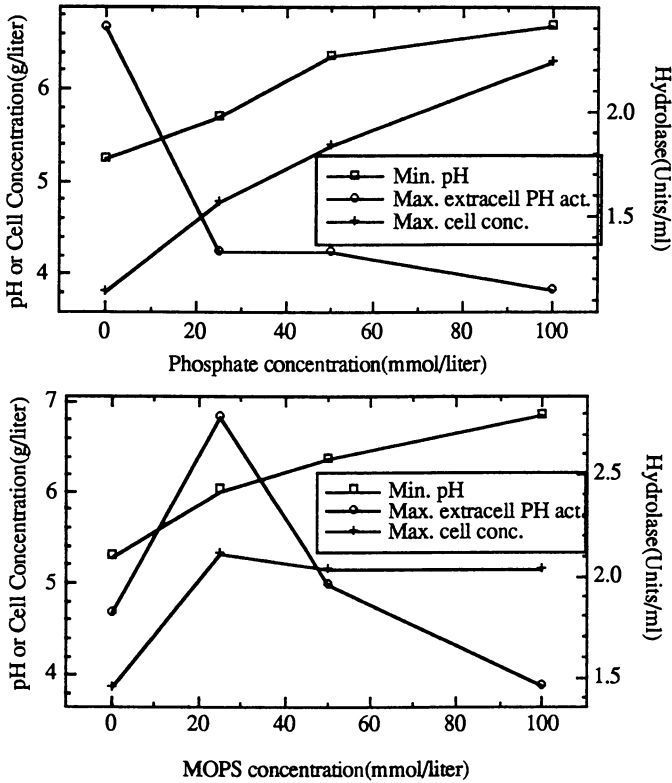 pH or Cell Concentration(g/liter)
6
5
4
2.0
1.5
Hydrolase(Units/ml)
Min. pH
Max. extracell PH act.
Max. cell conc.
0
20
40
60
80
100
Phosphate concentration(mmol/liter)
pH or Cell Concentration(g/liter)
7
6
5
4
2.5
2.0
1.5
Hydrolase(Units/ml)
Min. pH
Max. extracell PH act.
Max. cell conc.
0
20
40
60
80
100
MOPS concentration(mmol/liter)